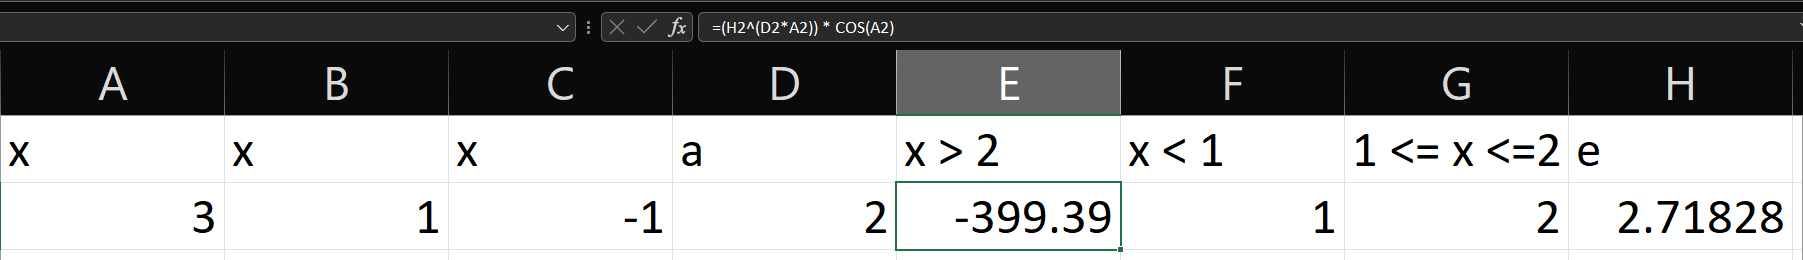 fx =(H2^(D2*A2)) * COS(A2)
A B C D E F G H
x x x a x > 2 x < 1 1 <= x <=2 e
3 1 -1 2 -399.39 1 2 2.71828